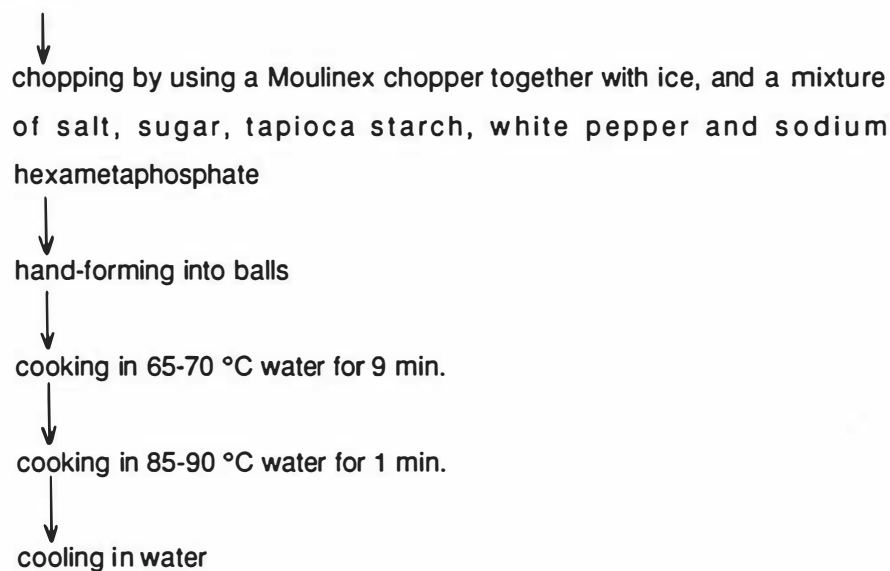 chopping by using a Moulinex chopper together with ice, and a mixture
of salt, sugar, tapioca starch, white pepper and sodium
hexametaphosphate
hand-forming into balls
cooking in 65-70 °C water for 9 min.
cooking in 85-90 °C water for 1 min.
cooling in water